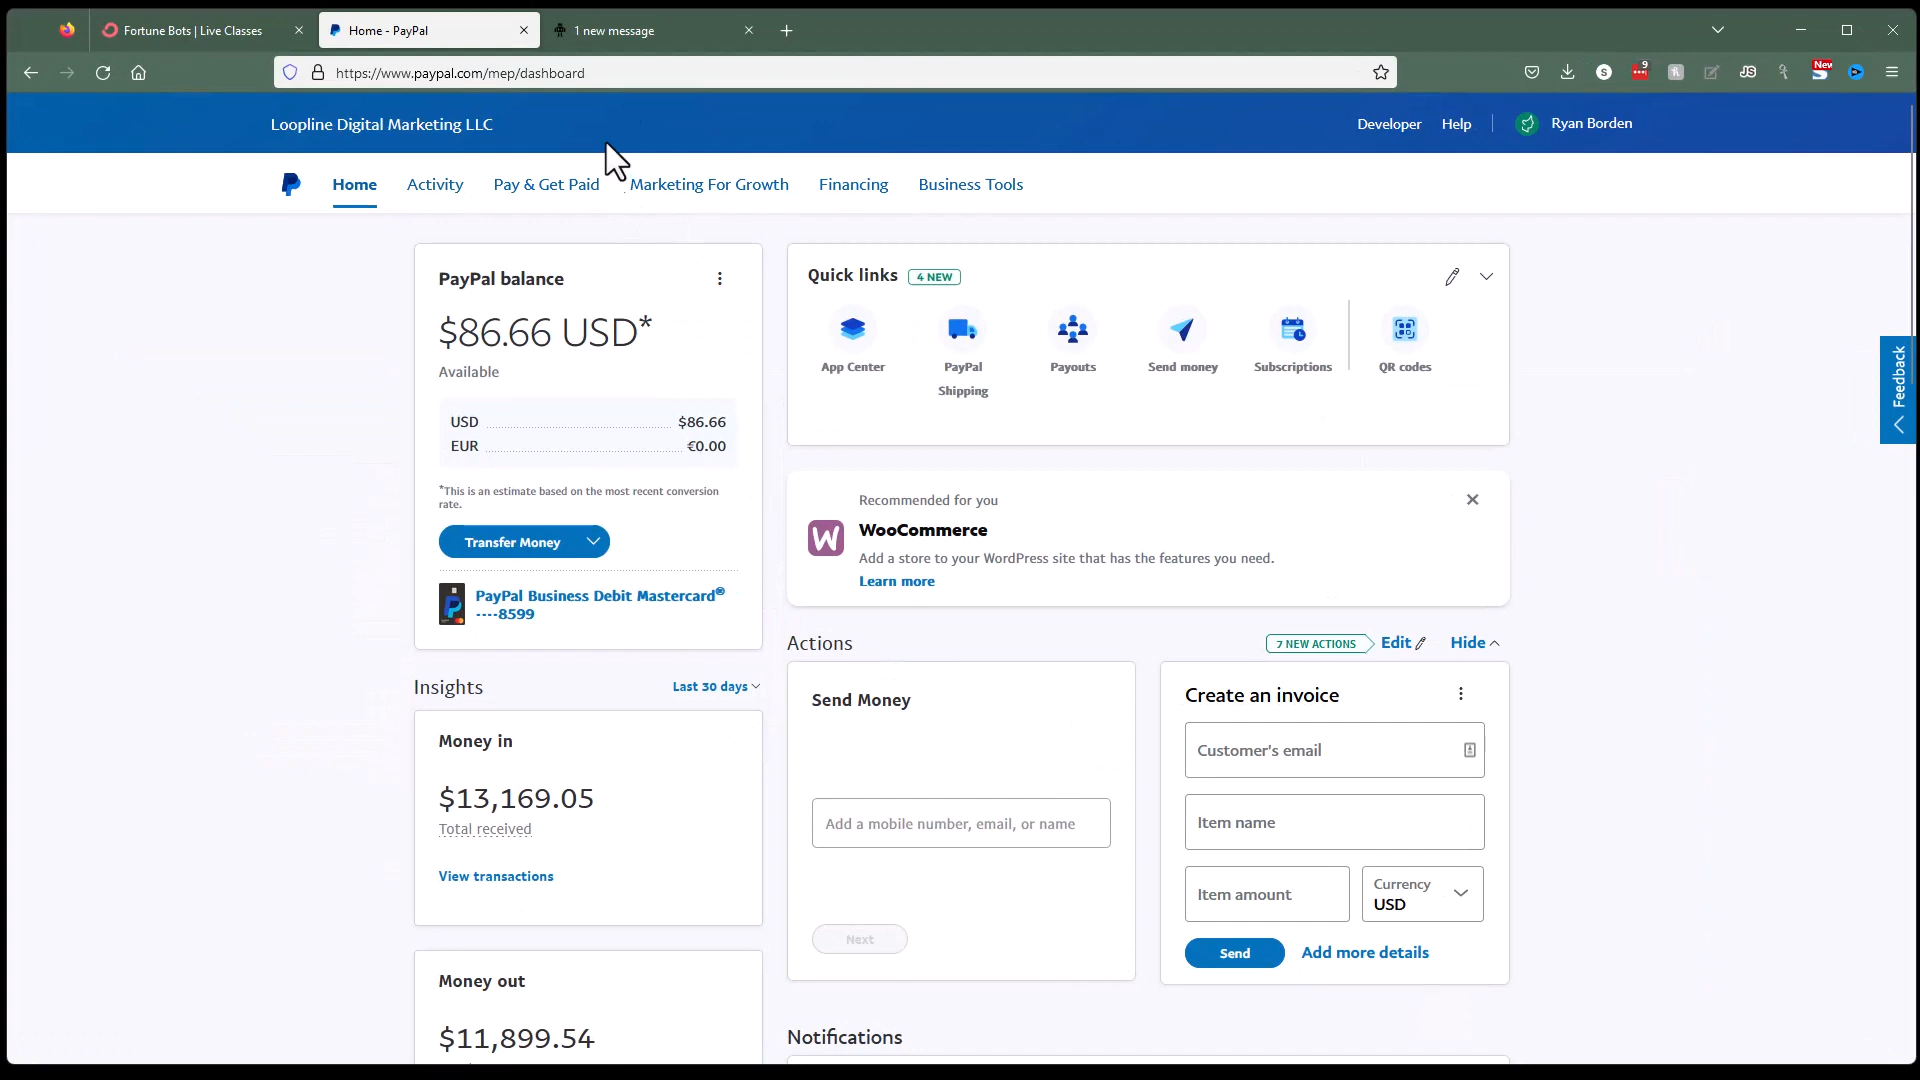 Fortune Bots | Live Classes
Home - PayPal
1 new message
https://www.paypal.com/mep/dashboard
S
9
JS
New
Loopline Digital Marketing LLC
Developer
Help
Ryan Borden
Home
Activity
Pay & Get Paid
Marketing For Growth
Financing
Business Tools
PayPal balance
$86.66 USD*
Available
USD $86.66
EUR €0.00
*This is an estimate based on the most recent conversion
rate.
Transfer Money
PayPal Business Debit Mastercard®
····8599
Insights
Last 30 days
Money in
$13,169.05
Total received
View transactions
Money out
$11,899.54
Quick links
4 NEW
App Center
PayPal
Shipping
Payouts
Send money
Subscriptions
QR codes
Recommended for you
W
WooCommerce
Add a store to your WordPress site that has the features you need.
Learn more
Actions
7 NEW ACTIONS
Edit
Hide
Send Money
Add a mobile number, email, or name
Next
Create an invoice
Customer's email
Item name
Item amount
Currency
USD
Send
Add more details
Notifications
Feedback